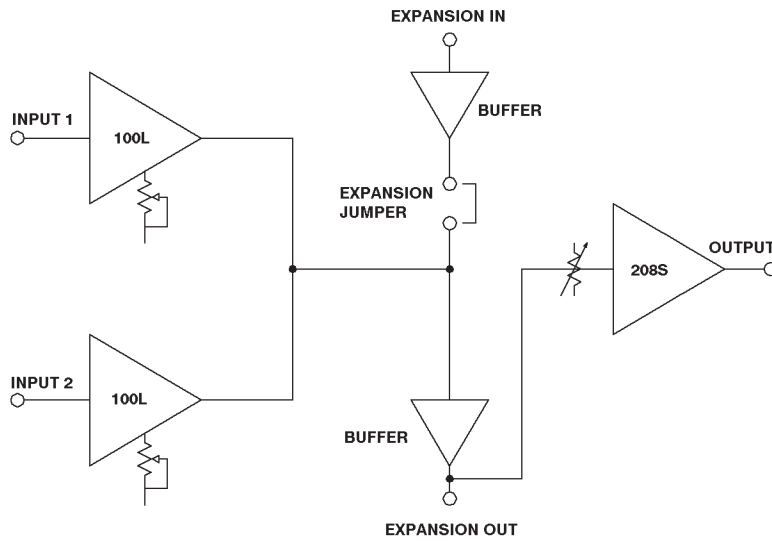 EXPANSION IN
INPUT 1
100L
BUFFER
EXPANSION
JUMPER
OUTPUT
208S
INPUT 2
100L
BUFFER
EXPANSION OUT